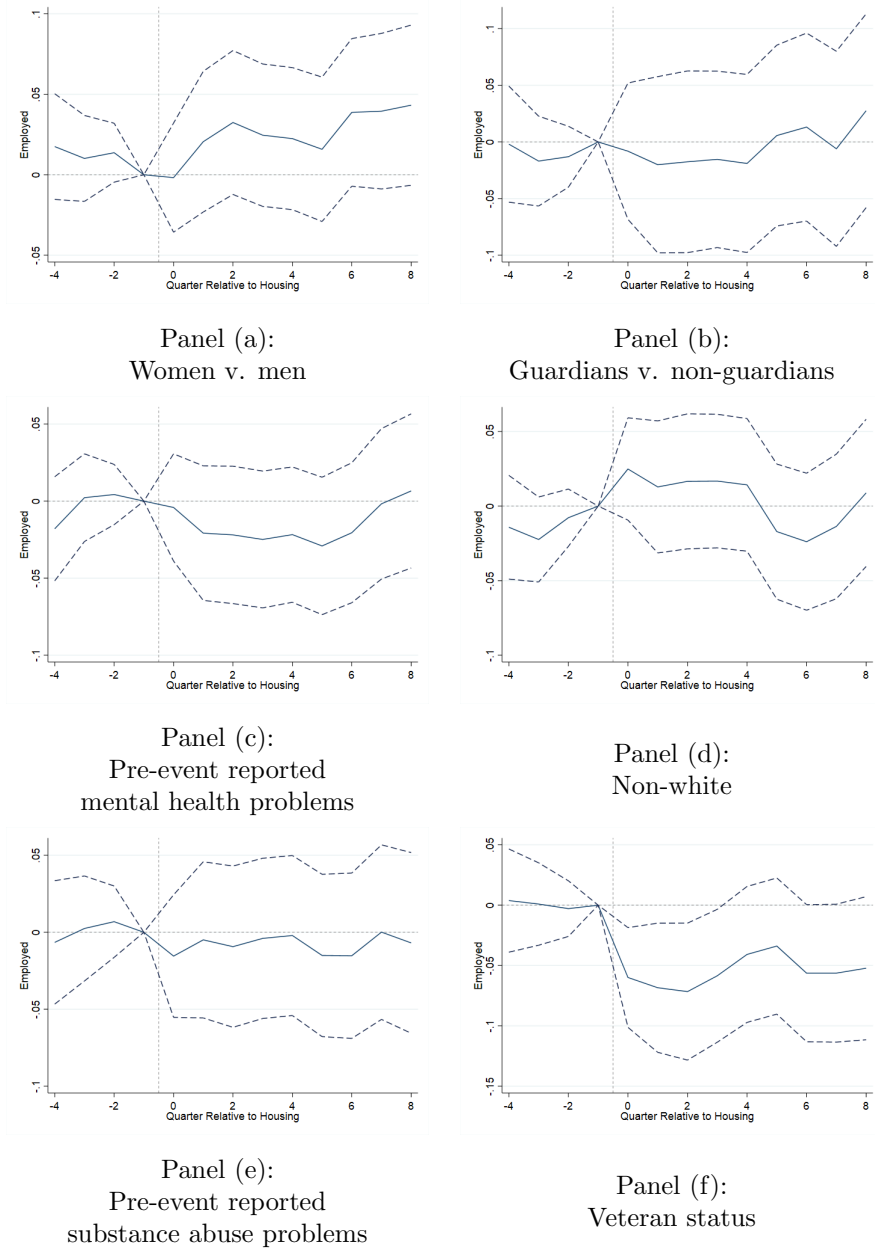 .1
.05
0
-.05
Employed
-4 -2 0 2 4 6 8
Quarter Relative to Housing
Panel (a):
Women v. men
.1
.05
0
-.05
-.1
Employed
-4 -2 0 2 4 6 8
Quarter Relative to Housing
Panel (b):
Guardians v. non-guardians
.05
0
-.05
-.1
Employed
-4 -2 0 2 4 6 8
Quarter Relative to Housing
Panel (c):
Pre-event reported
mental health problems
.05
0
-.05
-.1
Employed
-4 -2 0 2 4 6 8
Quarter Relative to Housing
Panel (d):
Non-white
.05
0
-.05
-.1
Employed
-4 -2 0 2 4 6 8
Quarter Relative to Housing
Panel (e):
Pre-event reported
substance abuse problems
.05
0
-.05
-.1
-.15
Employed
-4 -2 0 2 4 6 8
Quarter Relative to Housing
Panel (f):
Veteran status